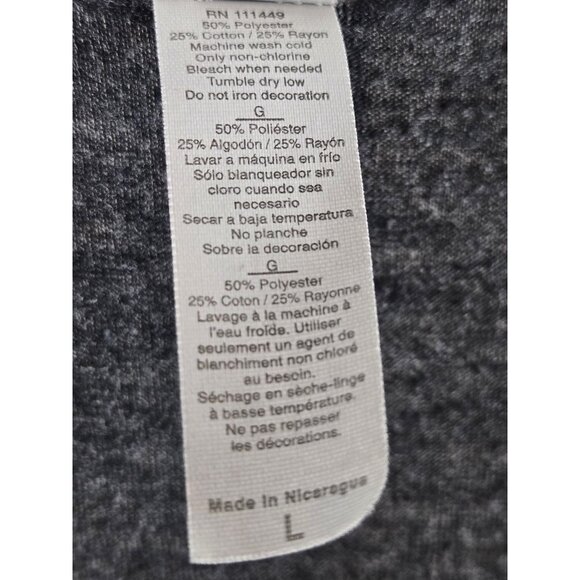 RN 111449
50% Polyester
25% Cotton / 25% Rayon
Machine wash cold
Only non-chlorine
Bleach when needed
Tumble dry low
Do not iron decoration
G
50% Poliéster
25% Algodón / 25% Rayón
Lavar a máquina en frío
Sólo blanqueador sin
cloro cuando sea
necesario
Secar a baja temperatura
No planche
Sobre la decoración
G
50% Polyester
25% Coton / 25% Rayonne
Lavage à la machine à
l'eau froide. Utiliser
seulement un agent de
blanchiment non chloré
au besoin.
Séchage en sèche-linge
à basse température.
Ne pas repasser
les décorations.
Made in Nicaragua
L